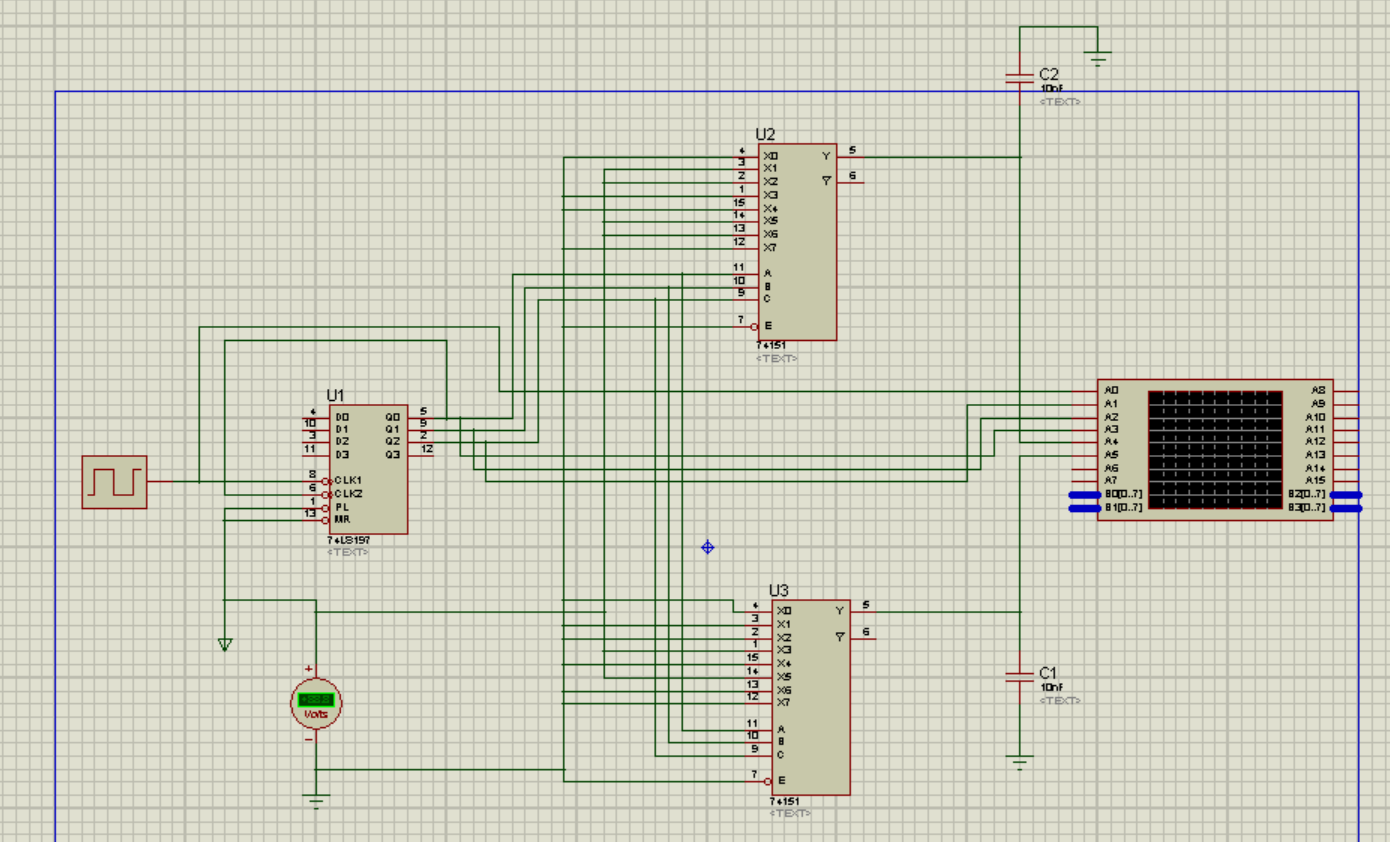 C2
10nF
<TEXT>
U2
4 X0 Y 5
3 X1
2 X2 Y 6
1 X3
15 X4
14 X5
13 X6
12 X7
11 A
10 B
9 C
7 E
74151
<TEXT>
U1
4 D0 Q0 5
10 D1 Q1 9
3 D2 Q2 2
11 D3 Q3 12
8 CLK1
6 CLK2
1 PL
13 MR
74LS197
<TEXT>
A0 A8
A1 A9
A2 A10
A3 A11
A4 A12
A5 A13
A6 A14
A7 A15
B0[0..7] B2[0..7]
B1[0..7] B3[0..7]
U3
4 X0 Y 5
3 X1
2 X2 Y 6
1 X3
15 X4
14 X5
13 X6
12 X7
11 A
10 B
9 C
7 E
74151
<TEXT>
C1
10nF
<TEXT>
+
Volts
−